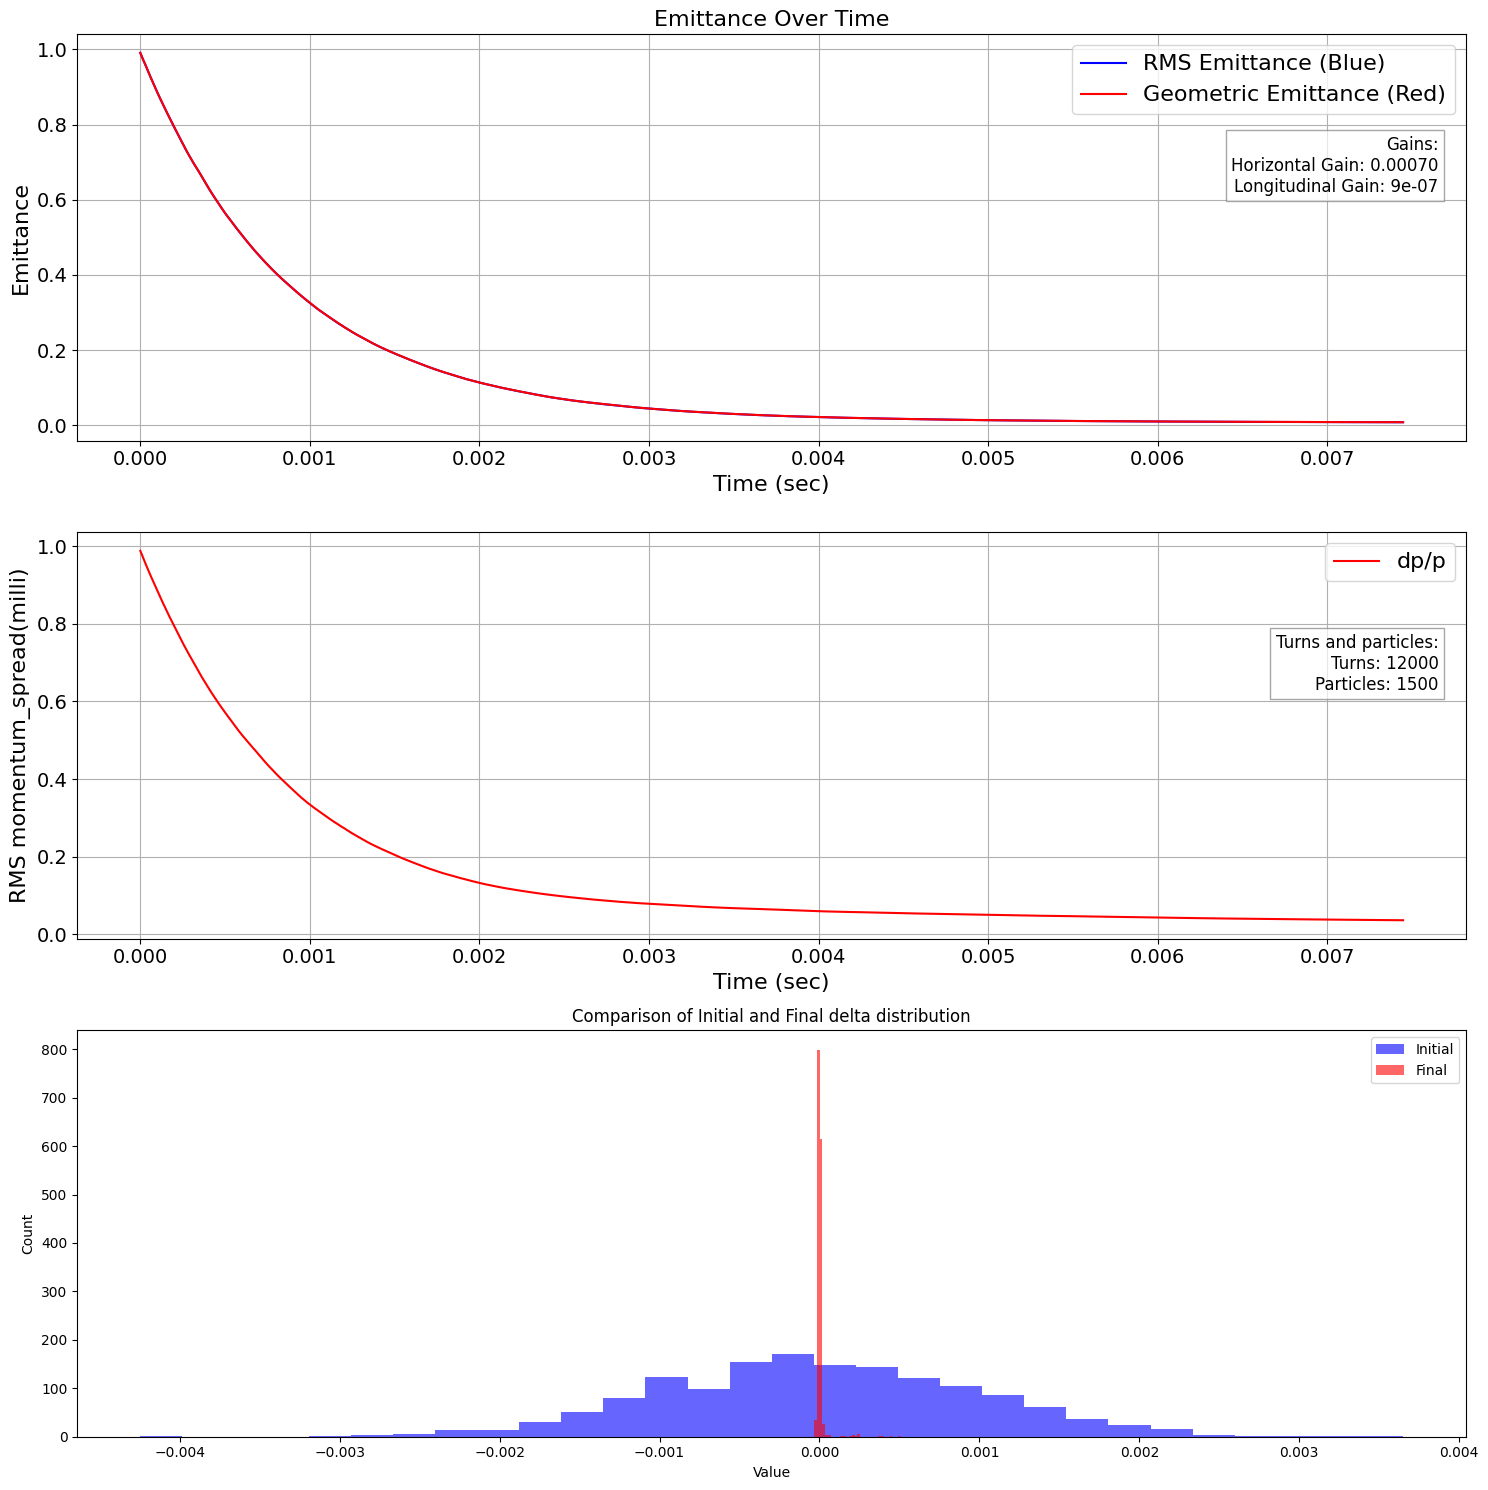 Emittance Over Time
1.0
0.8
0.6
0.4
0.2
0.0
Emittance
RMS Emittance (Blue)
Geometric Emittance (Red)
Gains:
Horizontal Gain: 0.00070
Longitudinal Gain: 9e-07
0.000 0.001 0.002 0.003 0.004 0.005 0.006 0.007
Time (sec)
1.0
0.8
0.6
0.4
0.2
0.0
RMS momentum_spread(milli)
dp/p
Turns and particles:
Turns: 12000
Particles: 1500
0.000 0.001 0.002 0.003 0.004 0.005 0.006 0.007
Time (sec)
Comparison of Initial and Final delta distribution
800
700
600
500
400
300
200
100
0
Count
Initial
Final
−0.004 −0.003 −0.002 −0.001 0.000 0.001 0.002 0.003 0.004
Value